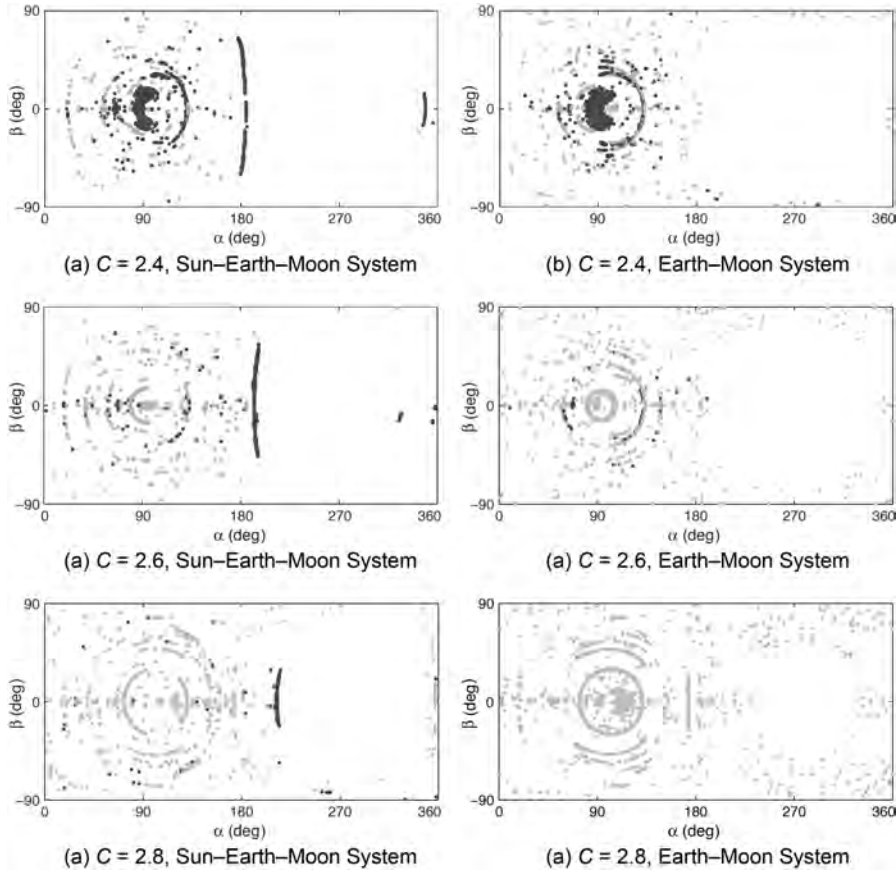 90
0
−90
β (deg)
0
90
180
270
360
α (deg)
(a) C = 2.4, Sun–Earth–Moon System
90
0
−90
β (deg)
0
90
180
270
360
α (deg)
(b) C = 2.4, Earth–Moon System
90
0
−90
β (deg)
0
90
180
270
360
α (deg)
(a) C = 2.6, Sun–Earth–Moon System
90
0
−90
β (deg)
0
90
180
270
360
α (deg)
(a) C = 2.6, Earth–Moon System
90
0
−90
β (deg)
0
90
180
270
360
α (deg)
(a) C = 2.8, Sun–Earth–Moon System
90
0
−90
β (deg)
0
90
180
270
360
α (deg)
(a) C = 2.8, Earth–Moon System